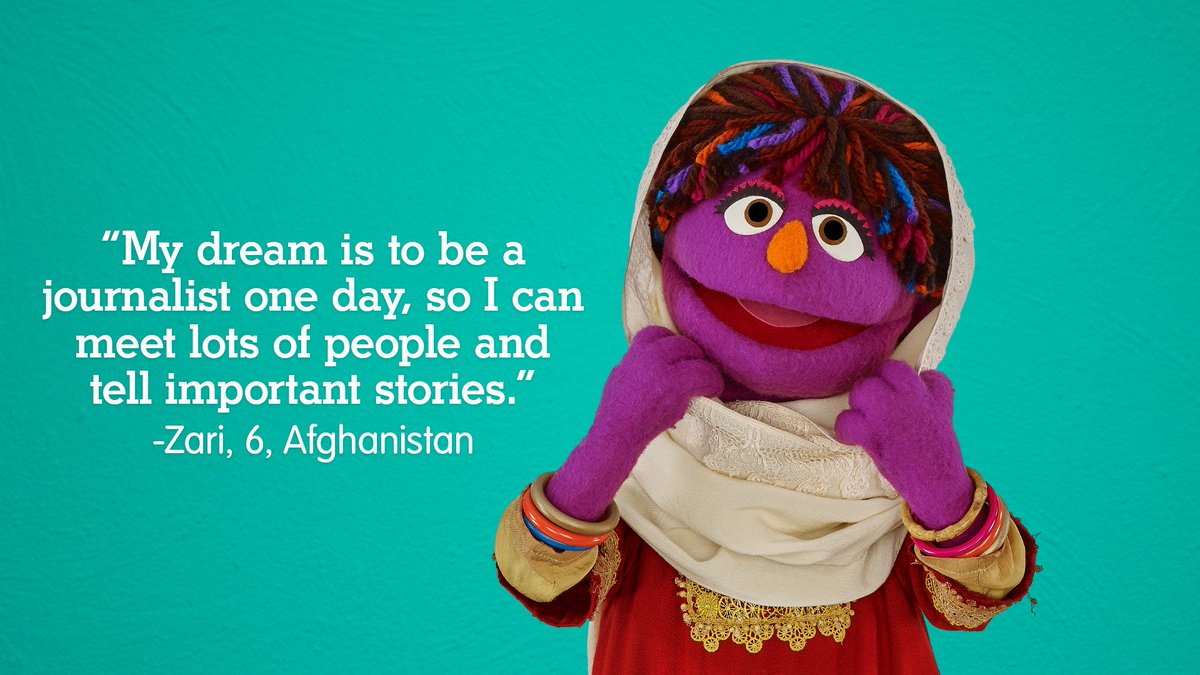 “My dream is to be a
journalist one day, so I can
meet lots of people and
tell important stories.”
-Zari, 6, Afghanistan